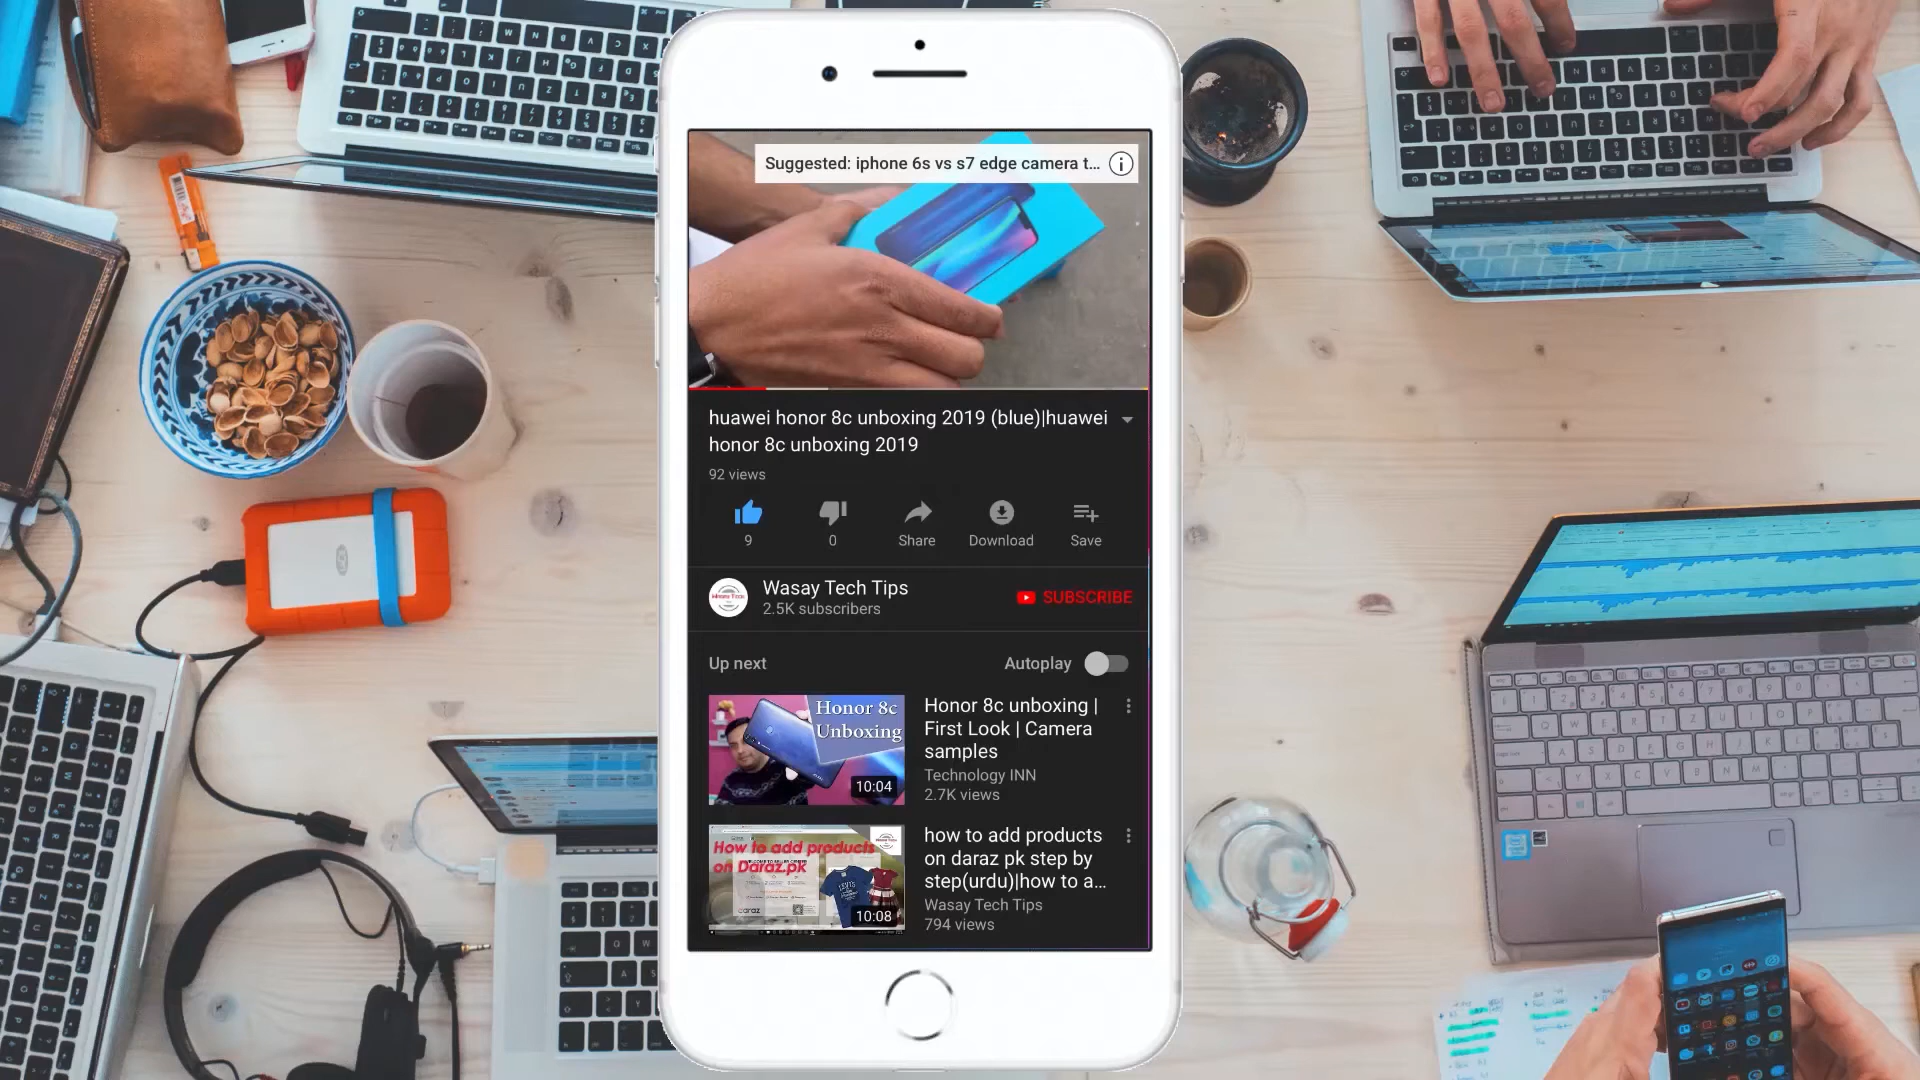 Suggested: iphone 6s vs s7 edge camera t...
huawei honor 8c unboxing 2019 (blue)|huawei
honor 8c unboxing 2019
92 views
9
0
Share
Download
Save
Wasay Tech Tips
2.5K subscribers
SUBSCRIBE
Up next
Autoplay
Honor 8c
Unboxing
10:04
Honor 8c unboxing |
First Look | Camera
samples
Technology INN
2.7K views
How to add products
on Daraz.pk
daraz
10:08
how to add products
on daraz pk step by
step(urdu)|how to a...
Wasay Tech Tips
794 views